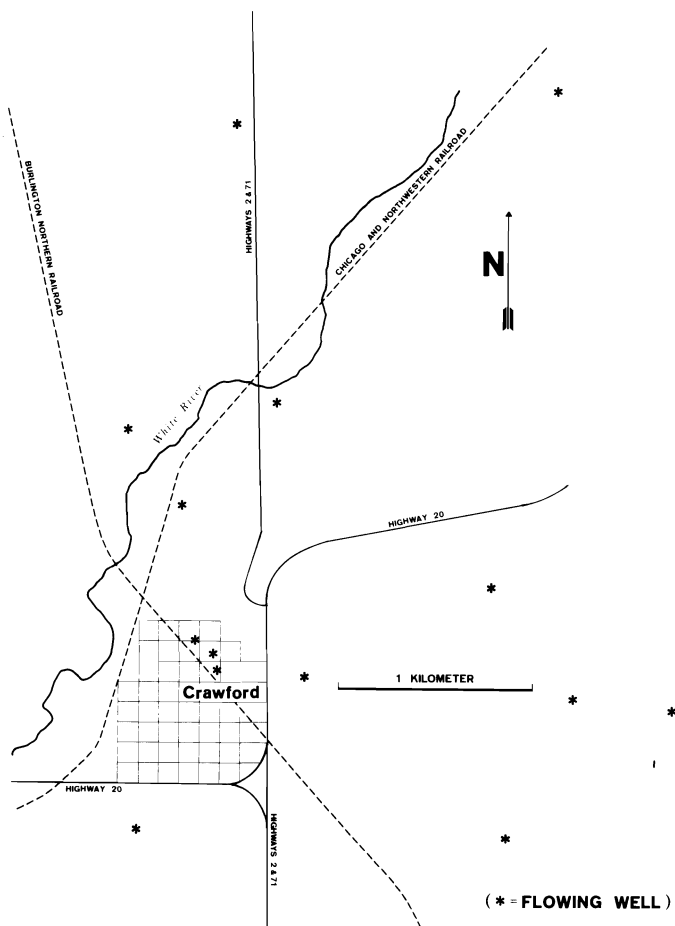 BURLINGTON NORTHERN RAILROAD
HIGHWAYS 2 & 71
CHICAGO AND NORTHWESTERN RAILROAD
N
White River
HIGHWAY 20
1 KILOMETER
Crawford
HIGHWAY 20
HIGHWAYS 2 & 71
(* = FLOWING WELL)